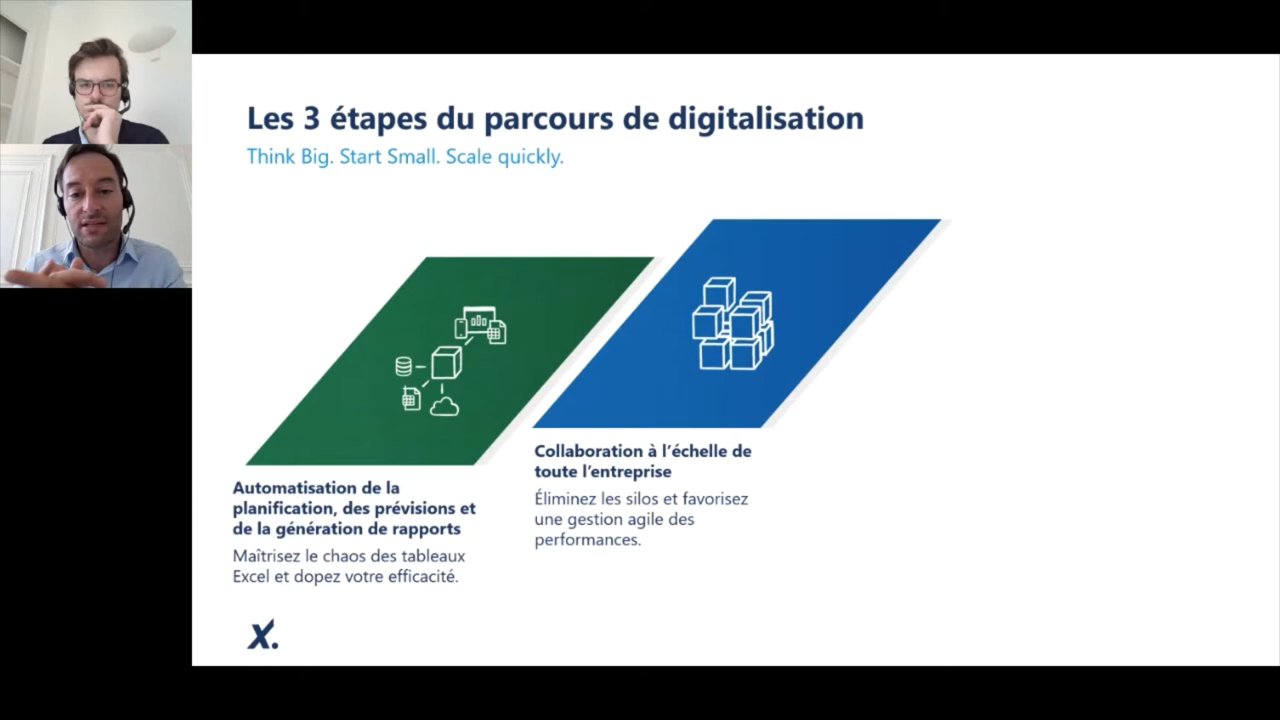 Les 3 étapes du parcours de digitalisation
Think Big. Start Small. Scale quickly.
Automatisation de la
planification, des prévisions et
de la génération de rapports
Maîtrisez le chaos des tableaux
Excel et dopez votre efficacité.
Collaboration à l’échelle de
toute l’entreprise
Éliminez les silos et favorisez
une gestion agile des
performances.
X.